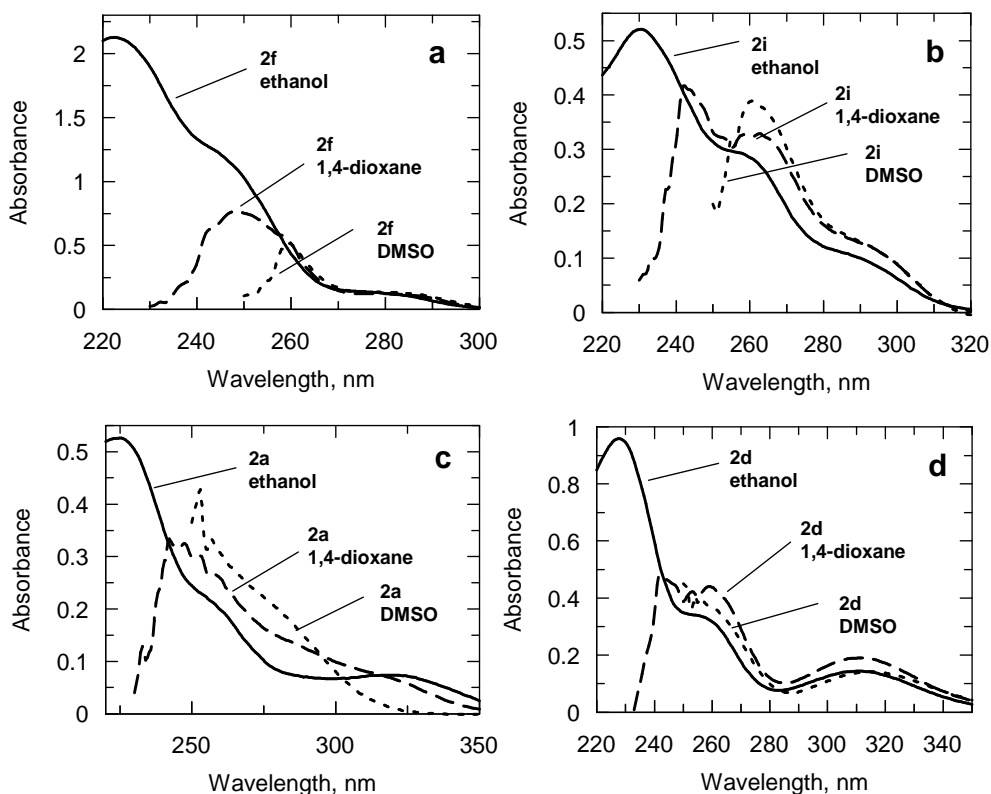 a
2f
ethanol
2f
1,4-dioxane
2f
DMSO
Absorbance
2
1.5
1
0.5
0
220 240 260 280 300
Wavelength, nm
b
2i
ethanol
2i
1,4-dioxane
2i
DMSO
Absorbance
0.5
0.4
0.3
0.2
0.1
0
220 240 260 280 300 320
Wavelength, nm
c
2a
ethanol
2a
1,4-dioxane
2a
DMSO
Absorbance
0.5
0.4
0.3
0.2
0.1
0
250 300 350
Wavelength, nm
d
2d
ethanol
2d
1,4-dioxane
2d
DMSO
Absorbance
1
0.8
0.6
0.4
0.2
0
220 240 260 280 300 320 340
Wavelength, nm